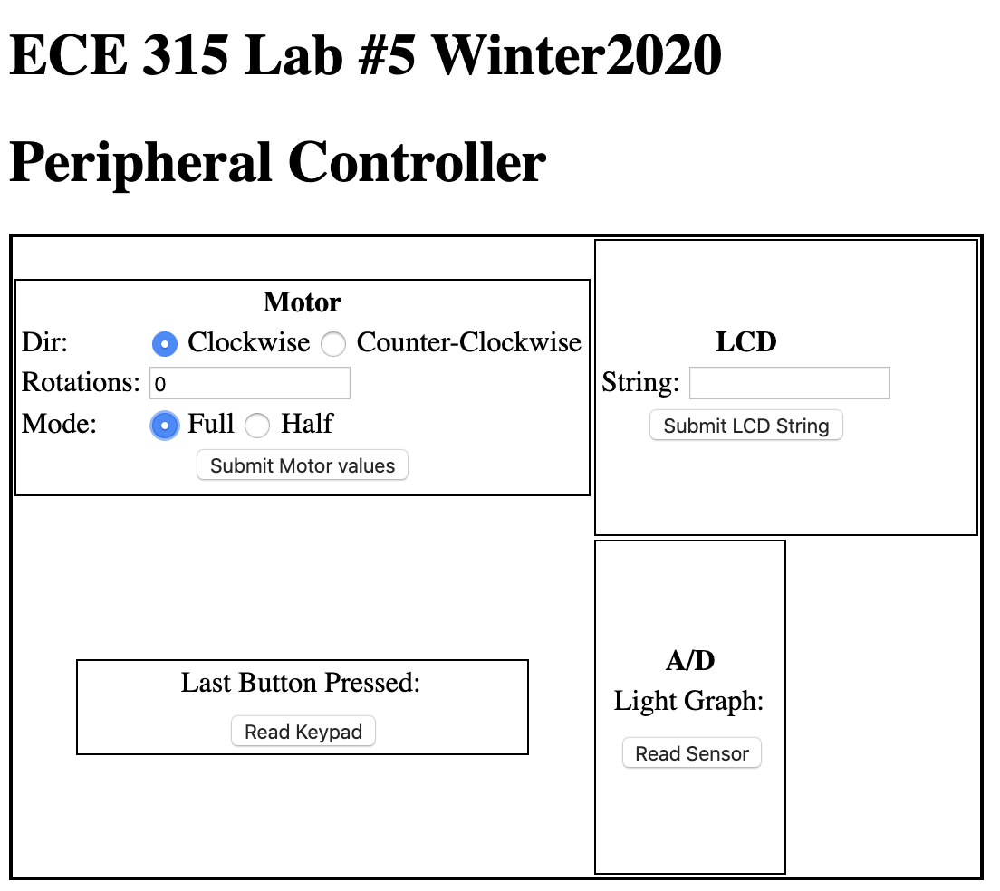 ECE 315 Lab #5 Winter2020
Peripheral Controller
Motor
Dir: Clockwise Counter-Clockwise
Rotations: 0
Mode: Full Half
Submit Motor values
LCD
String:
Submit LCD String
Last Button Pressed:
Read Keypad
A/D
Light Graph:
Read Sensor